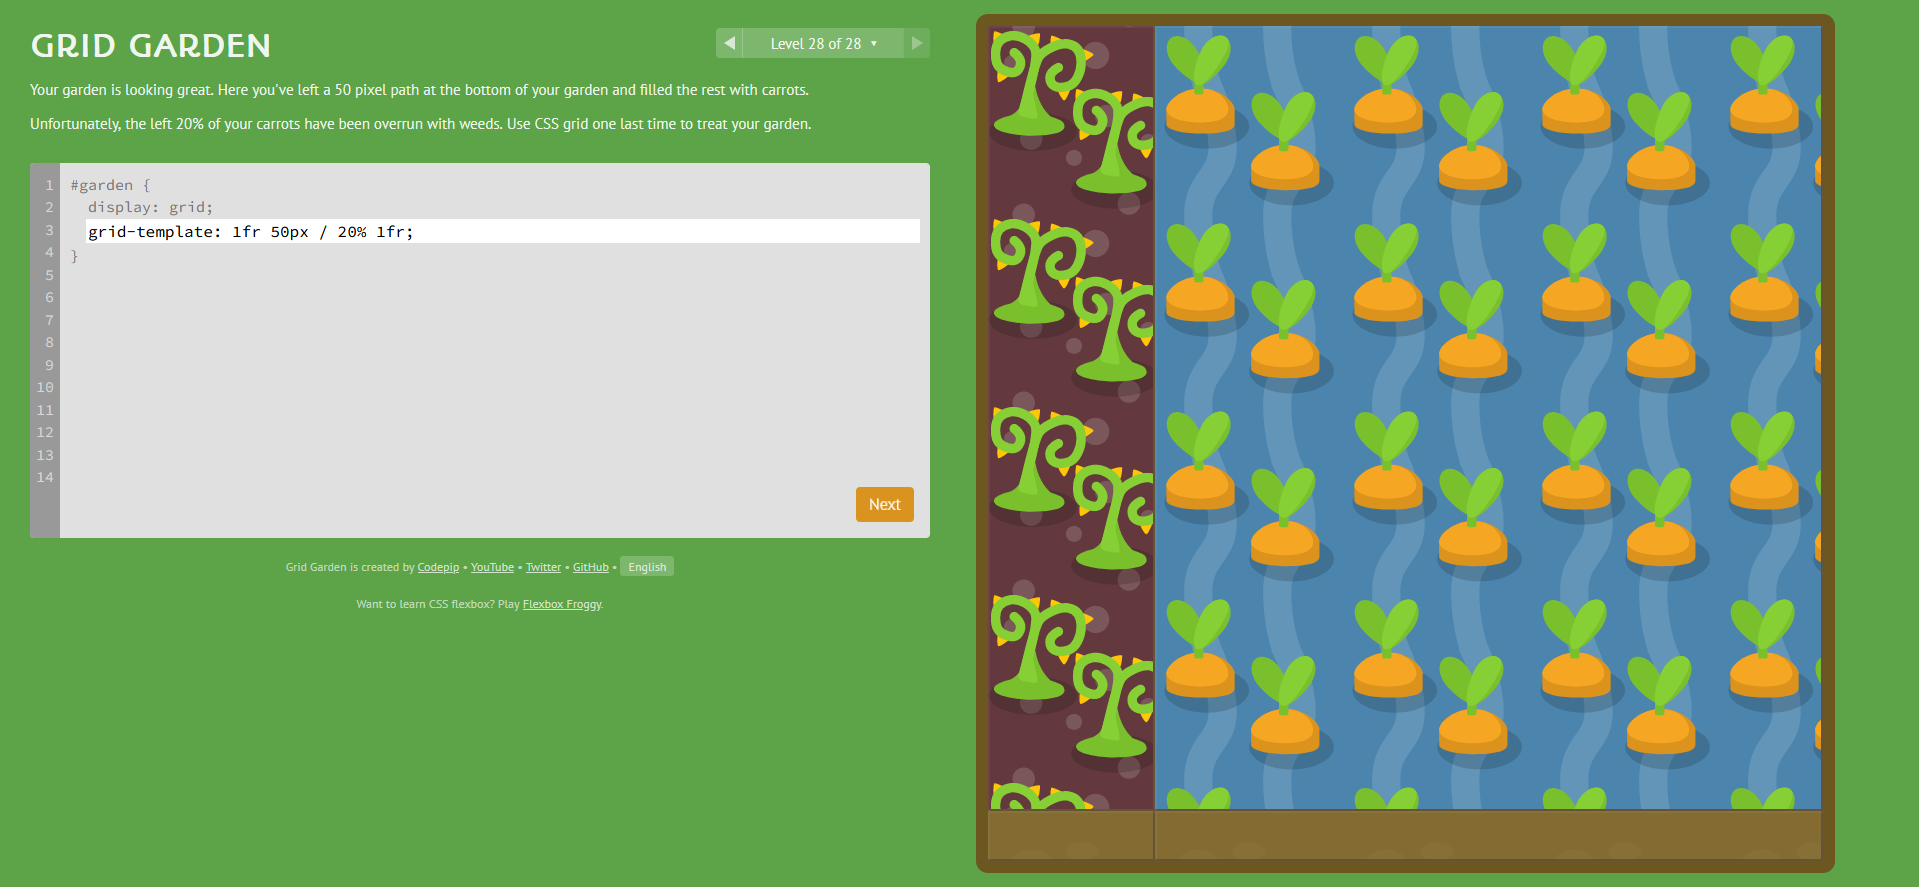 GRID GARDEN
Level 28 of 28 ▼
Your garden is looking great. Here you've left a 50 pixel path at the bottom of your garden and filled the rest with carrots.
Unfortunately, the left 20% of your carrots have been overrun with weeds. Use CSS grid one last time to treat your garden.
1 #garden {
2 display: grid;
3 grid-template: 1fr 50px / 20% 1fr;
4 }
5
6
7
8
9
10
11
12
13
14
Next
Grid Garden is created by Codepip • YouTube • Twitter • GitHub • English
Want to learn CSS flexbox? Play Flexbox Froggy.